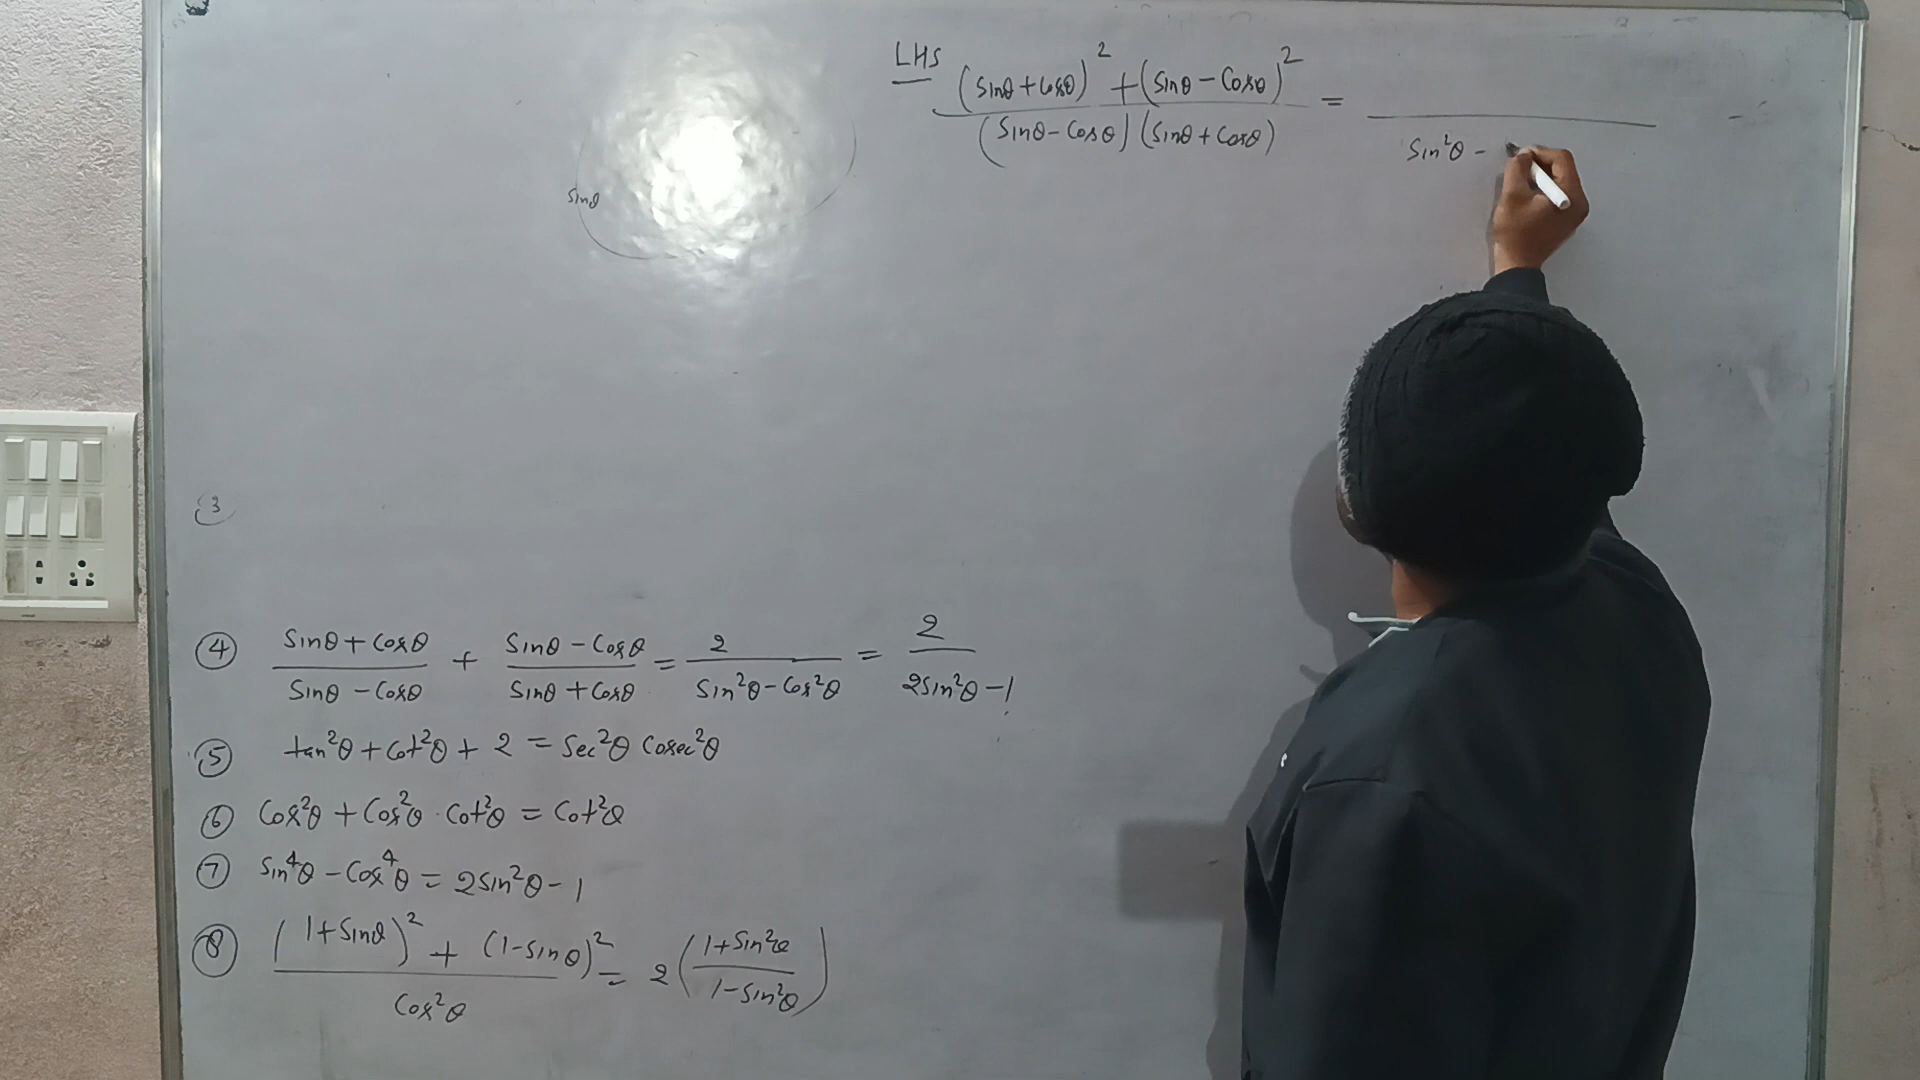 LHS (Sinθ + Cosθ)² + (Sinθ - Cosθ)² / (Sinθ - Cosθ) (Sinθ + Cosθ) = / Sin²θ -
Sinθ
3
④ Sinθ + Cosθ / Sinθ - Cosθ + Sinθ - Cosθ / Sinθ + Cosθ = 2 / Sin²θ - Cos²θ = 2 / 2Sin²θ - 1
⑤ tan²θ + Cot²θ + 2 = Sec²θ Cosec²θ
⑥ Cos²θ + Cos²θ · Cot²θ = Cot²θ
⑦ Sin⁴θ - Cos⁴θ = 2Sin²θ - 1
⑧ (1 + Sinθ)² + (1 - Sinθ)² / Cos²θ = 2 (1 + Sin²θ / 1 - Sin²θ)